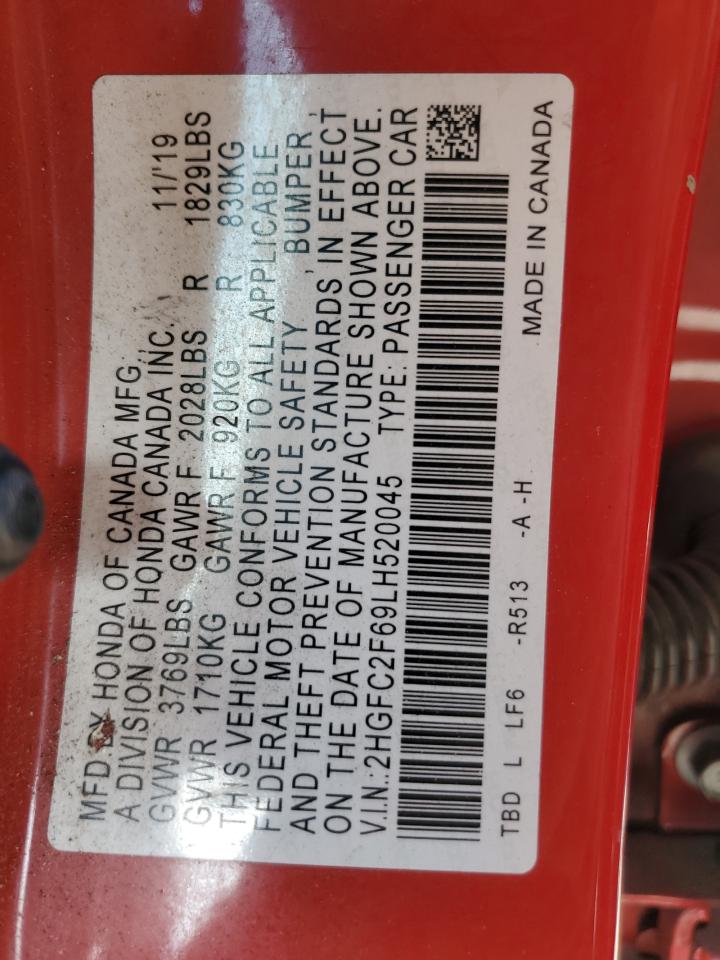 MFD BY HONDA OF CANADA MFG., 11/'19
A DIVISION OF HONDA CANADA INC.
GVWR 3769LBS GAWR F 2028LBS R 1829LBS
GVWR 1710KG GAWR F 920KG R 830KG
THIS VEHICLE CONFORMS TO ALL APPLICABLE
FEDERAL MOTOR VEHICLE SAFETY , BUMPER ,
AND THEFT PREVENTION STANDARDS IN EFFECT
ON THE DATE OF MANUFACTURE SHOWN ABOVE.
V.I.N.:2HGFC2F69LH520045 TYPE: PASSENGER CAR
TBD L LF6 -R513 -A -H MADE IN CANADA